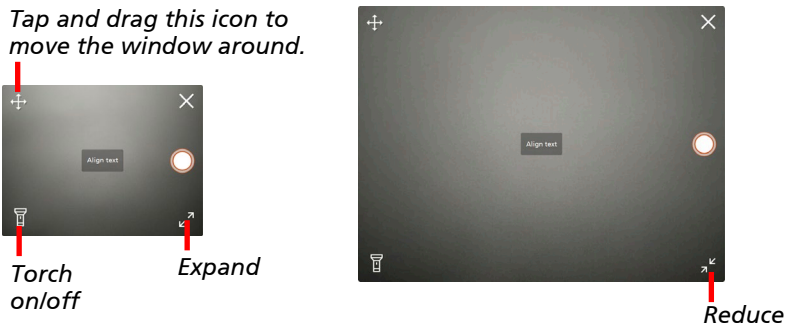 Tap and drag this icon to
move the window around.
Align text
Torch
on/off
Expand
Align text
Reduce